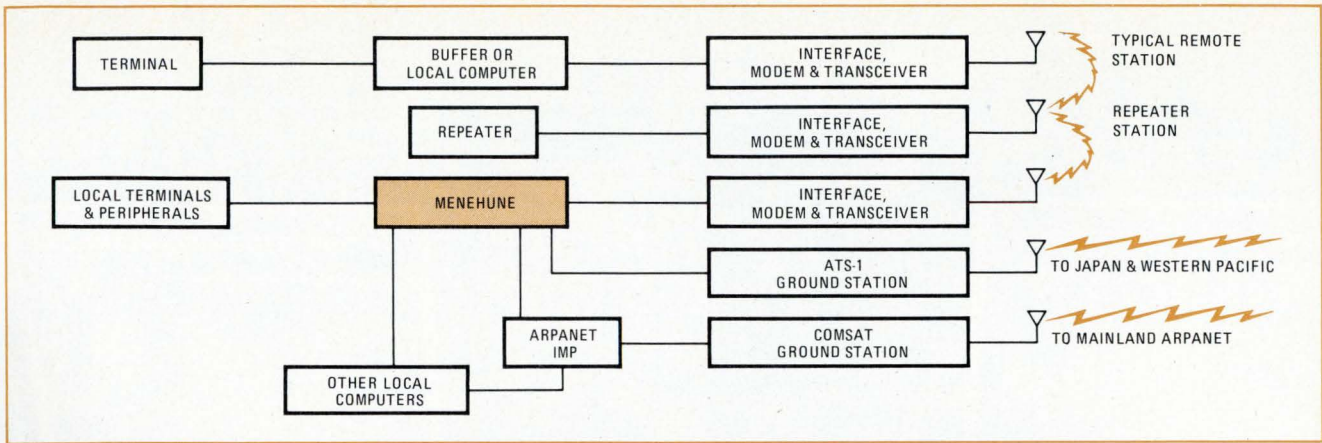 TERMINAL
BUFFER OR
LOCAL COMPUTER
INTERFACE,
MODEM & TRANSCEIVER
TYPICAL REMOTE
STATION
REPEATER
INTERFACE,
MODEM & TRANSCEIVER
REPEATER
STATION
LOCAL TERMINALS
& PERIPHERALS
MENEHUNE
INTERFACE,
MODEM & TRANSCEIVER
ATS-1
GROUND STATION
TO JAPAN & WESTERN PACIFIC
ARPANET
IMP
COMSAT
GROUND STATION
TO MAINLAND ARPANET
OTHER LOCAL
COMPUTERS